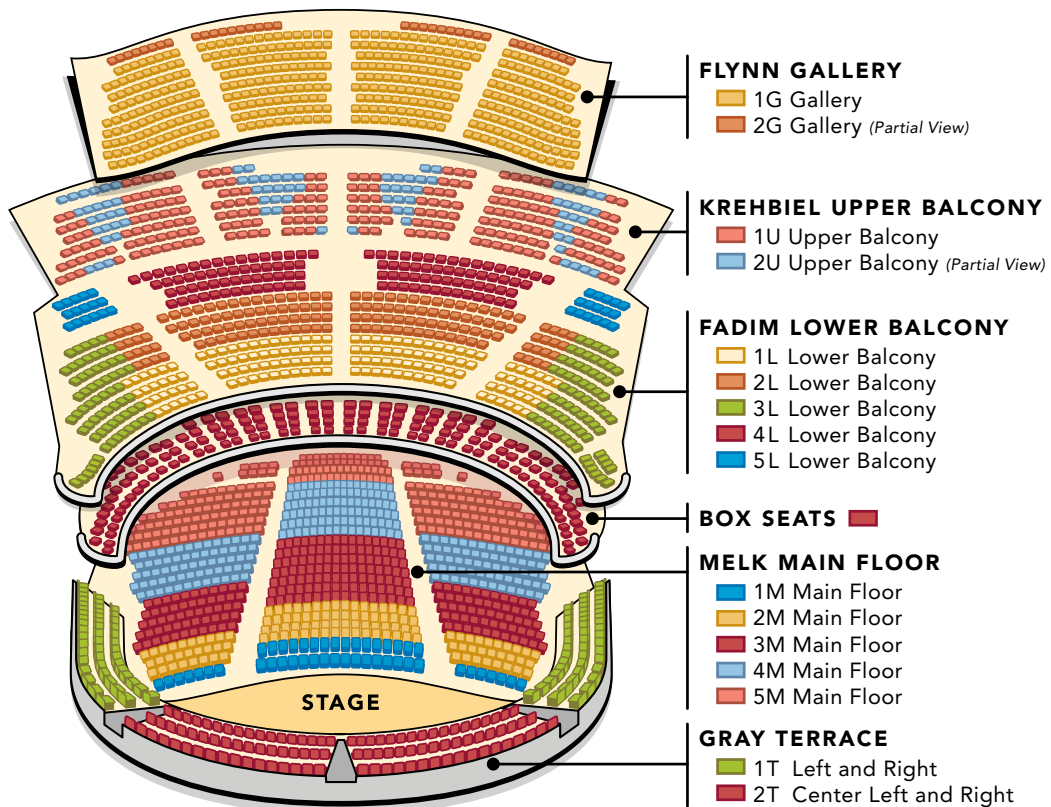 FLYNN GALLERY
1G Gallery
2G Gallery (Partial View)
KREHBIEL UPPER BALCONY
1U Upper Balcony
2U Upper Balcony (Partial View)
FADIM LOWER BALCONY
1L Lower Balcony
2L Lower Balcony
3L Lower Balcony
4L Lower Balcony
5L Lower Balcony
BOX SEATS
MELK MAIN FLOOR
1M Main Floor
2M Main Floor
3M Main Floor
4M Main Floor
5M Main Floor
STAGE
GRAY TERRACE
1T Left and Right
2T Center Left and Right